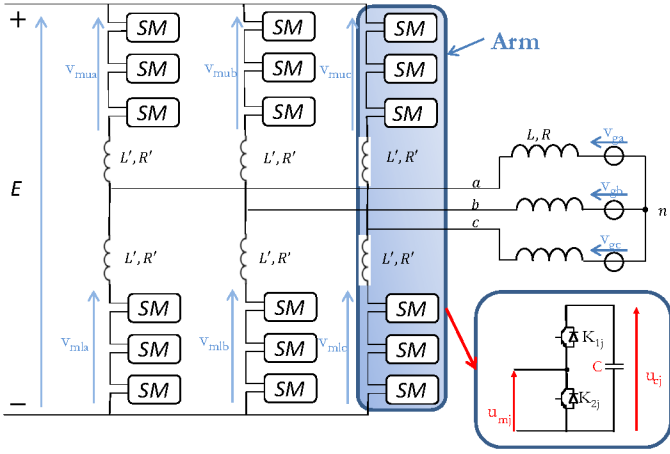 +
SM
SM
SM
Arm
v_mua
v_mub
v_muc
SM
SM
SM
SM
SM
SM
v_ga
L, R
L′, R′
L′, R′
L′, R′
E
a
v_gb
b
n
c
v_gc
L′, R′
L′, R′
L′, R′
SM
SM
SM
v_mla
v_mlb
v_mlc
SM
SM
SM
SM
SM
SM
−
K_1j
C
u_cj
K_2j
u_mj